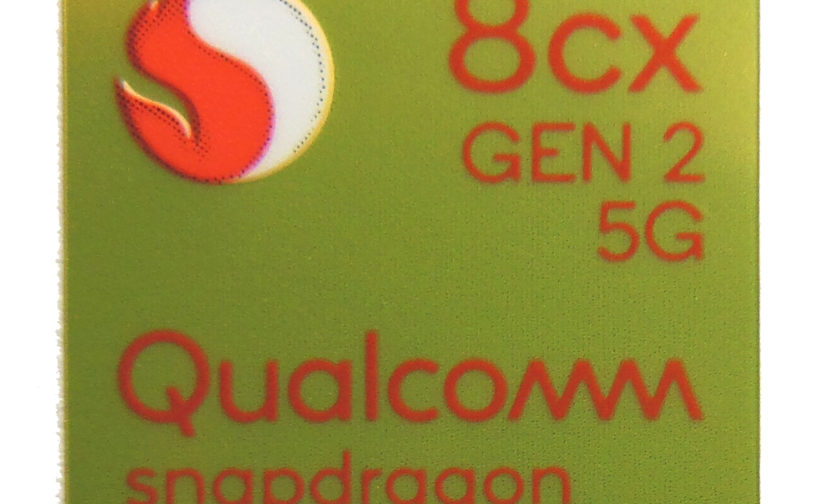 8cx
GEN 2
5G
Qualcomm
snapdragon